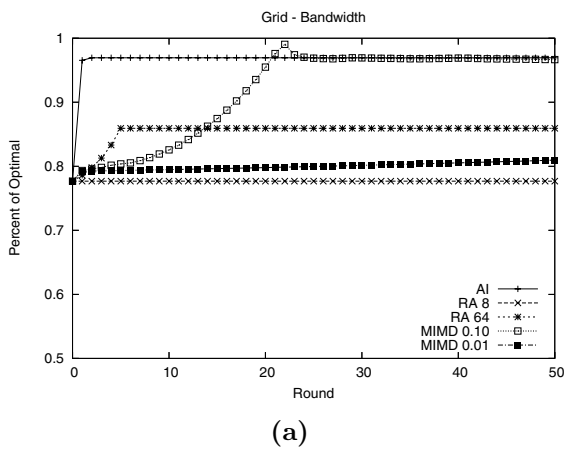 Grid - Bandwidth
1
0.9
0.8
0.7
0.6
0.5
Percent of Optimal
0 10 20 30 40 50
Round
AI
RA 8
RA 64
MIMD 0.10
MIMD 0.01
(a)